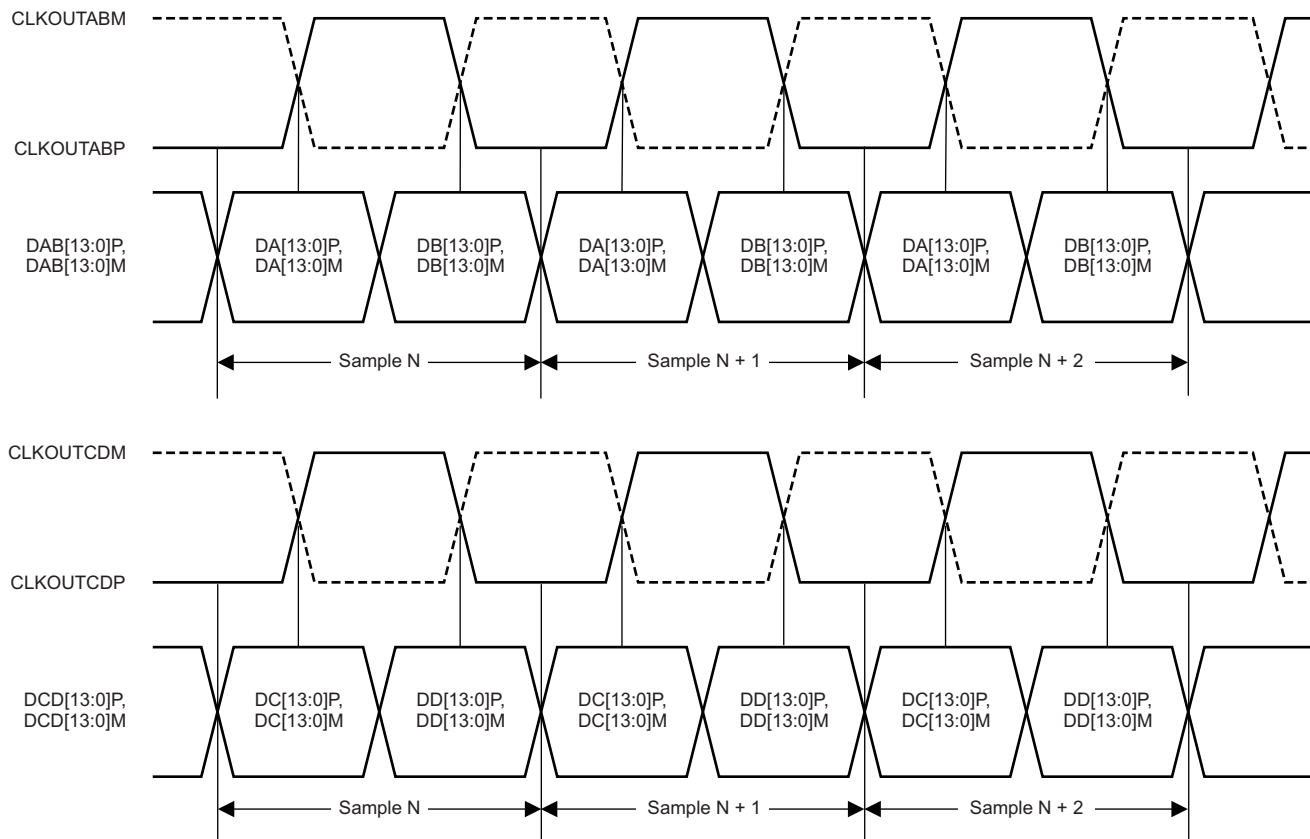 CLKOUTABM
CLKOUTABP
DAB[13:0]P,
DAB[13:0]M
DA[13:0]P,
DA[13:0]M
DB[13:0]P,
DB[13:0]M
DA[13:0]P,
DA[13:0]M
DB[13:0]P,
DB[13:0]M
DA[13:0]P,
DA[13:0]M
DB[13:0]P,
DB[13:0]M
Sample N
Sample N + 1
Sample N + 2
CLKOUTCDM
CLKOUTCDP
DCD[13:0]P,
DCD[13:0]M
DC[13:0]P,
DC[13:0]M
DD[13:0]P,
DD[13:0]M
DC[13:0]P,
DC[13:0]M
DD[13:0]P,
DD[13:0]M
DC[13:0]P,
DC[13:0]M
DD[13:0]P,
DD[13:0]M
Sample N
Sample N + 1
Sample N + 2